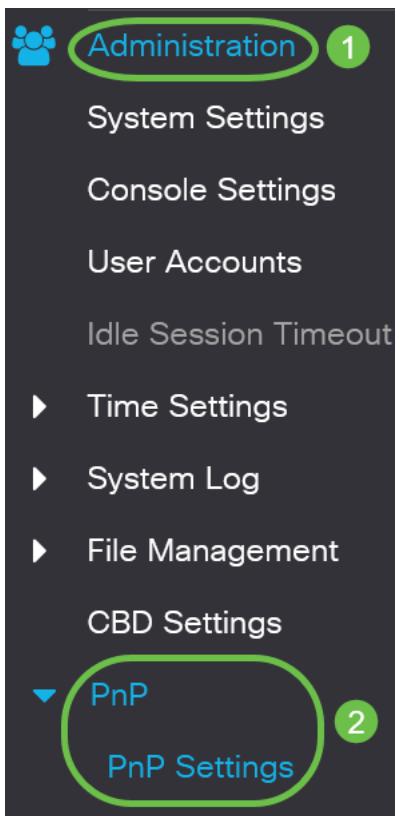 Administration 1
System Settings
Console Settings
User Accounts
Idle Session Timeout
Time Settings
System Log
File Management
CBD Settings
PnP
2
PnP Settings